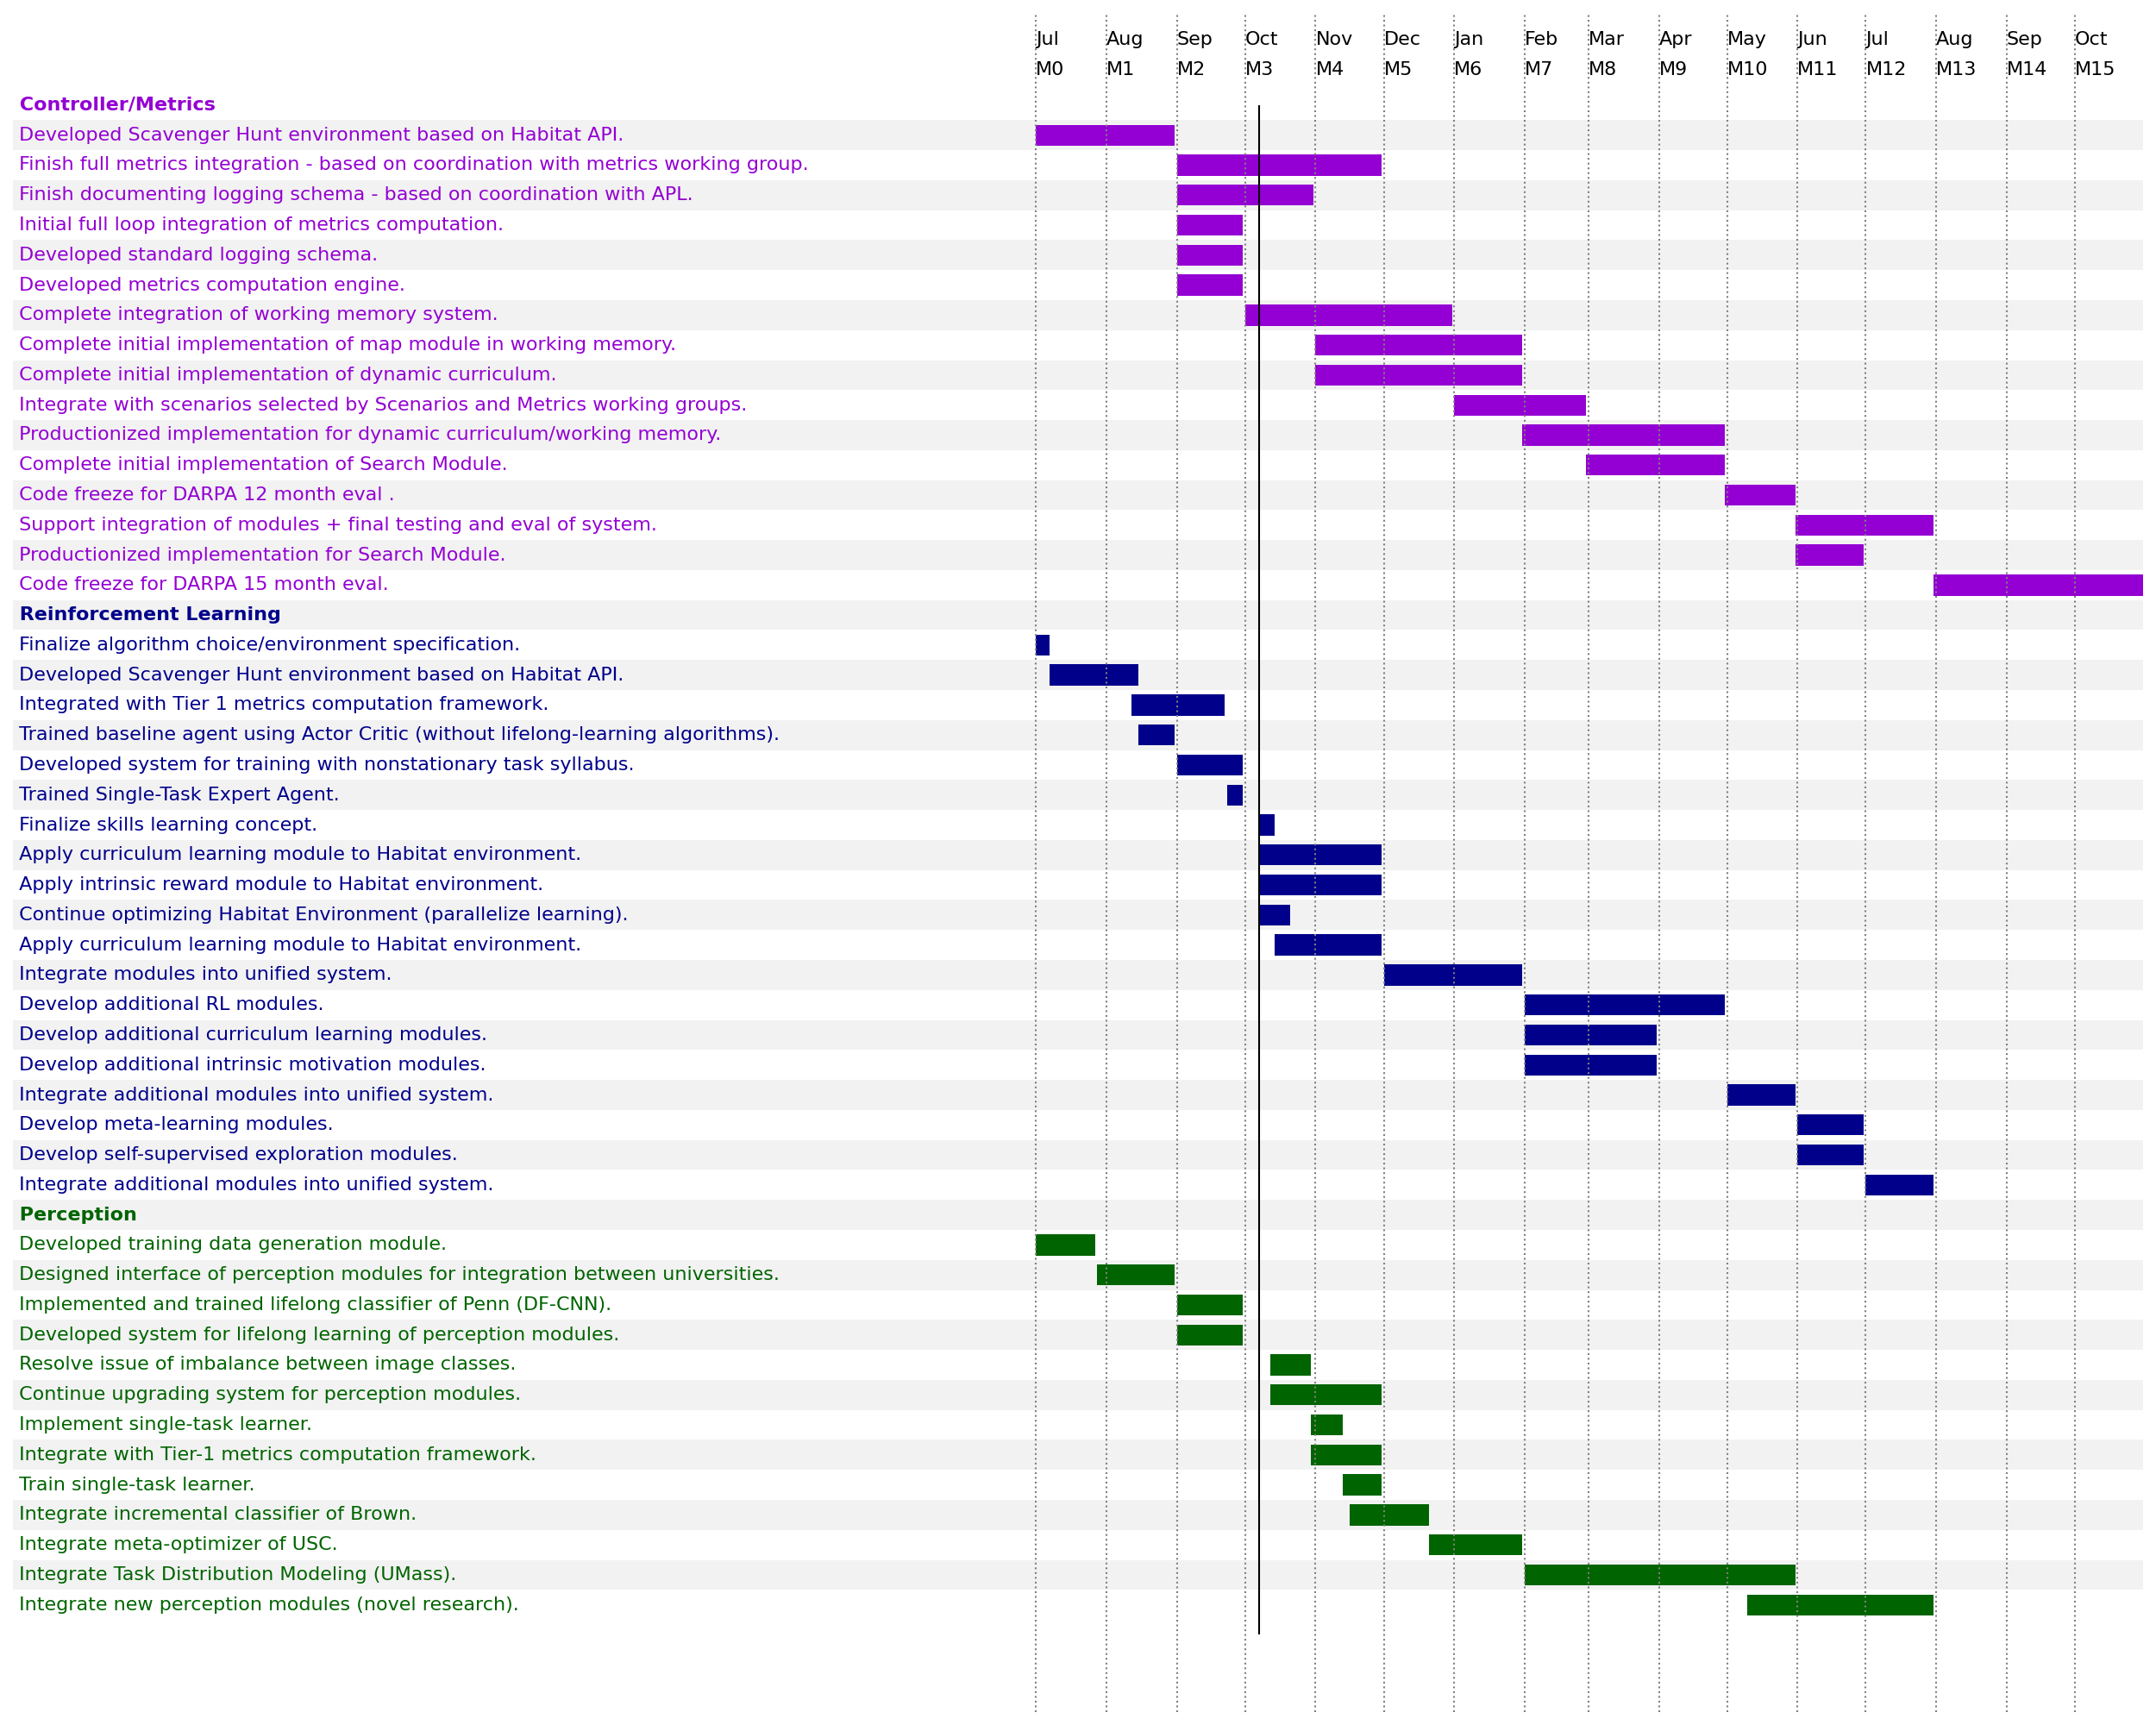 Jul Aug Sep Oct Nov Dec Jan Feb Mar Apr May Jun Jul Aug Sep Oct
M0 M1 M2 M3 M4 M5 M6 M7 M8 M9 M10 M11 M12 M13 M14 M15
Controller/Metrics
Developed Scavenger Hunt environment based on Habitat API.
Finish full metrics integration - based on coordination with metrics working group.
Finish documenting logging schema - based on coordination with APL.
Initial full loop integration of metrics computation.
Developed standard logging schema.
Developed metrics computation engine.
Complete integration of working memory system.
Complete initial implementation of map module in working memory.
Complete initial implementation of dynamic curriculum.
Integrate with scenarios selected by Scenarios and Metrics working groups.
Productionized implementation for dynamic curriculum/working memory.
Complete initial implementation of Search Module.
Code freeze for DARPA 12 month eval .
Support integration of modules + final testing and eval of system.
Productionized implementation for Search Module.
Code freeze for DARPA 15 month eval.
Reinforcement Learning
Finalize algorithm choice/environment specification.
Developed Scavenger Hunt environment based on Habitat API.
Integrated with Tier 1 metrics computation framework.
Trained baseline agent using Actor Critic (without lifelong-learning algorithms).
Developed system for training with nonstationary task syllabus.
Trained Single-Task Expert Agent.
Finalize skills learning concept.
Apply curriculum learning module to Habitat environment.
Apply intrinsic reward module to Habitat environment.
Continue optimizing Habitat Environment (parallelize learning).
Apply curriculum learning module to Habitat environment.
Integrate modules into unified system.
Develop additional RL modules.
Develop additional curriculum learning modules.
Develop additional intrinsic motivation modules.
Integrate additional modules into unified system.
Develop meta-learning modules.
Develop self-supervised exploration modules.
Integrate additional modules into unified system.
Perception
Developed training data generation module.
Designed interface of perception modules for integration between universities.
Implemented and trained lifelong classifier of Penn (DF-CNN).
Developed system for lifelong learning of perception modules.
Resolve issue of imbalance between image classes.
Continue upgrading system for perception modules.
Implement single-task learner.
Integrate with Tier-1 metrics computation framework.
Train single-task learner.
Integrate incremental classifier of Brown.
Integrate meta-optimizer of USC.
Integrate Task Distribution Modeling (UMass).
Integrate new perception modules (novel research).